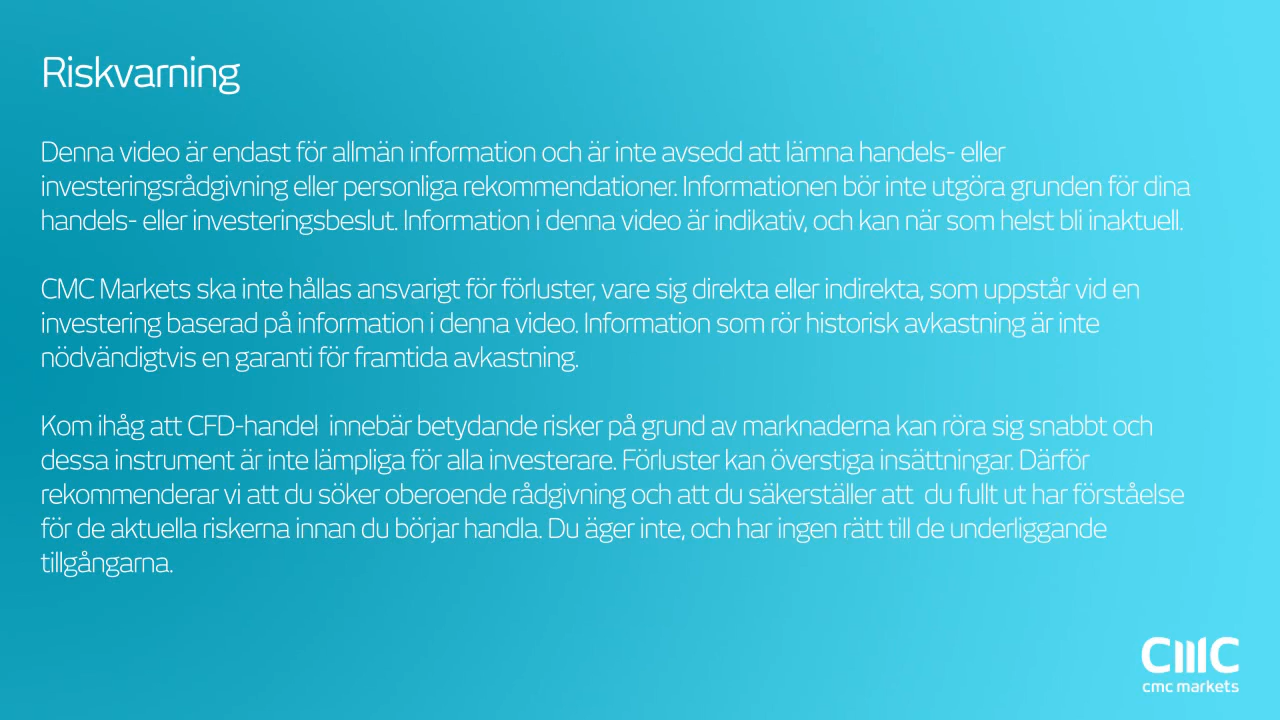 Riskvarning
Denna video är endast för allmän information och är inte avsedd att lämna handels- eller
investeringsrådgivning eller personliga rekommendationer. Informationen bör inte utgöra grunden för dina
handels- eller investeringsbeslut. Information i denna video är indikativ, och kan när som helst bli inaktuell.
CMC Markets ska inte hållas ansvarigt för förluster, vare sig direkta eller indirekta, som uppstår vid en
investering baserad på information i denna video. Information som rör historisk avkastning är inte
nödvändigtvis en garanti för framtida avkastning.
Kom ihåg att CFD-handel  innebär betydande risker på grund av marknaderna kan röra sig snabbt och
dessa instrument är inte lämpliga för alla investerare. Förluster kan överstiga insättningar. Därför
rekommenderar vi att du söker oberoende rådgivning och att du säkerställer att  du fullt ut har förståelse
för de aktuella riskerna innan du börjar handla. Du äger inte, och har ingen rätt till de underliggande
tillgångarna.
CMC
cmc markets